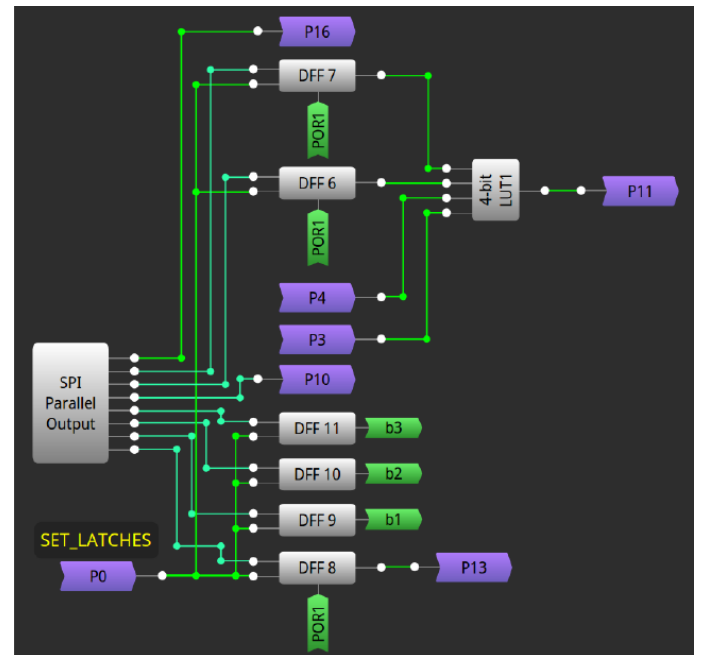 P16
DFF 7
POR1
DFF 6
4-bit
LUT1
P11
POR1
P4
P3
SPI
Parallel
Output
P10
DFF 11
b3
DFF 10
b2
DFF 9
b1
SET_LATCHES
P0
DFF 8
P13
POR1